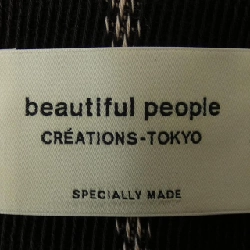 beautiful people
CRÉATIONS-TOKYO
SPECIALLY MADE